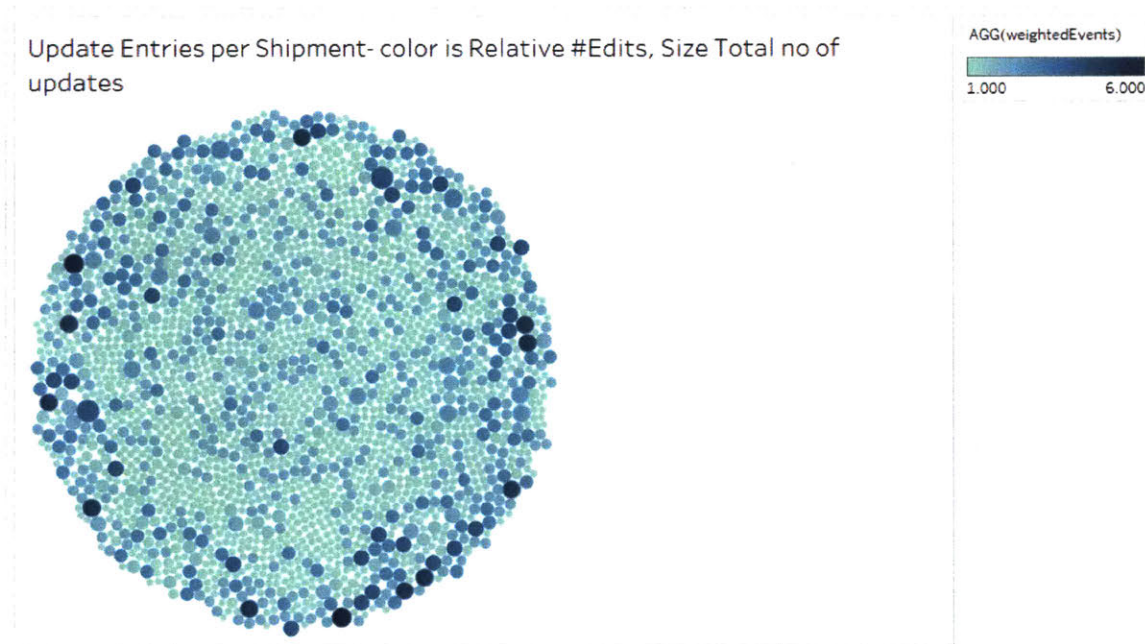 Update Entries per Shipment- color is Relative #Edits, Size Total no of
updates
AGG(weightedEvents)
1.000 6.000